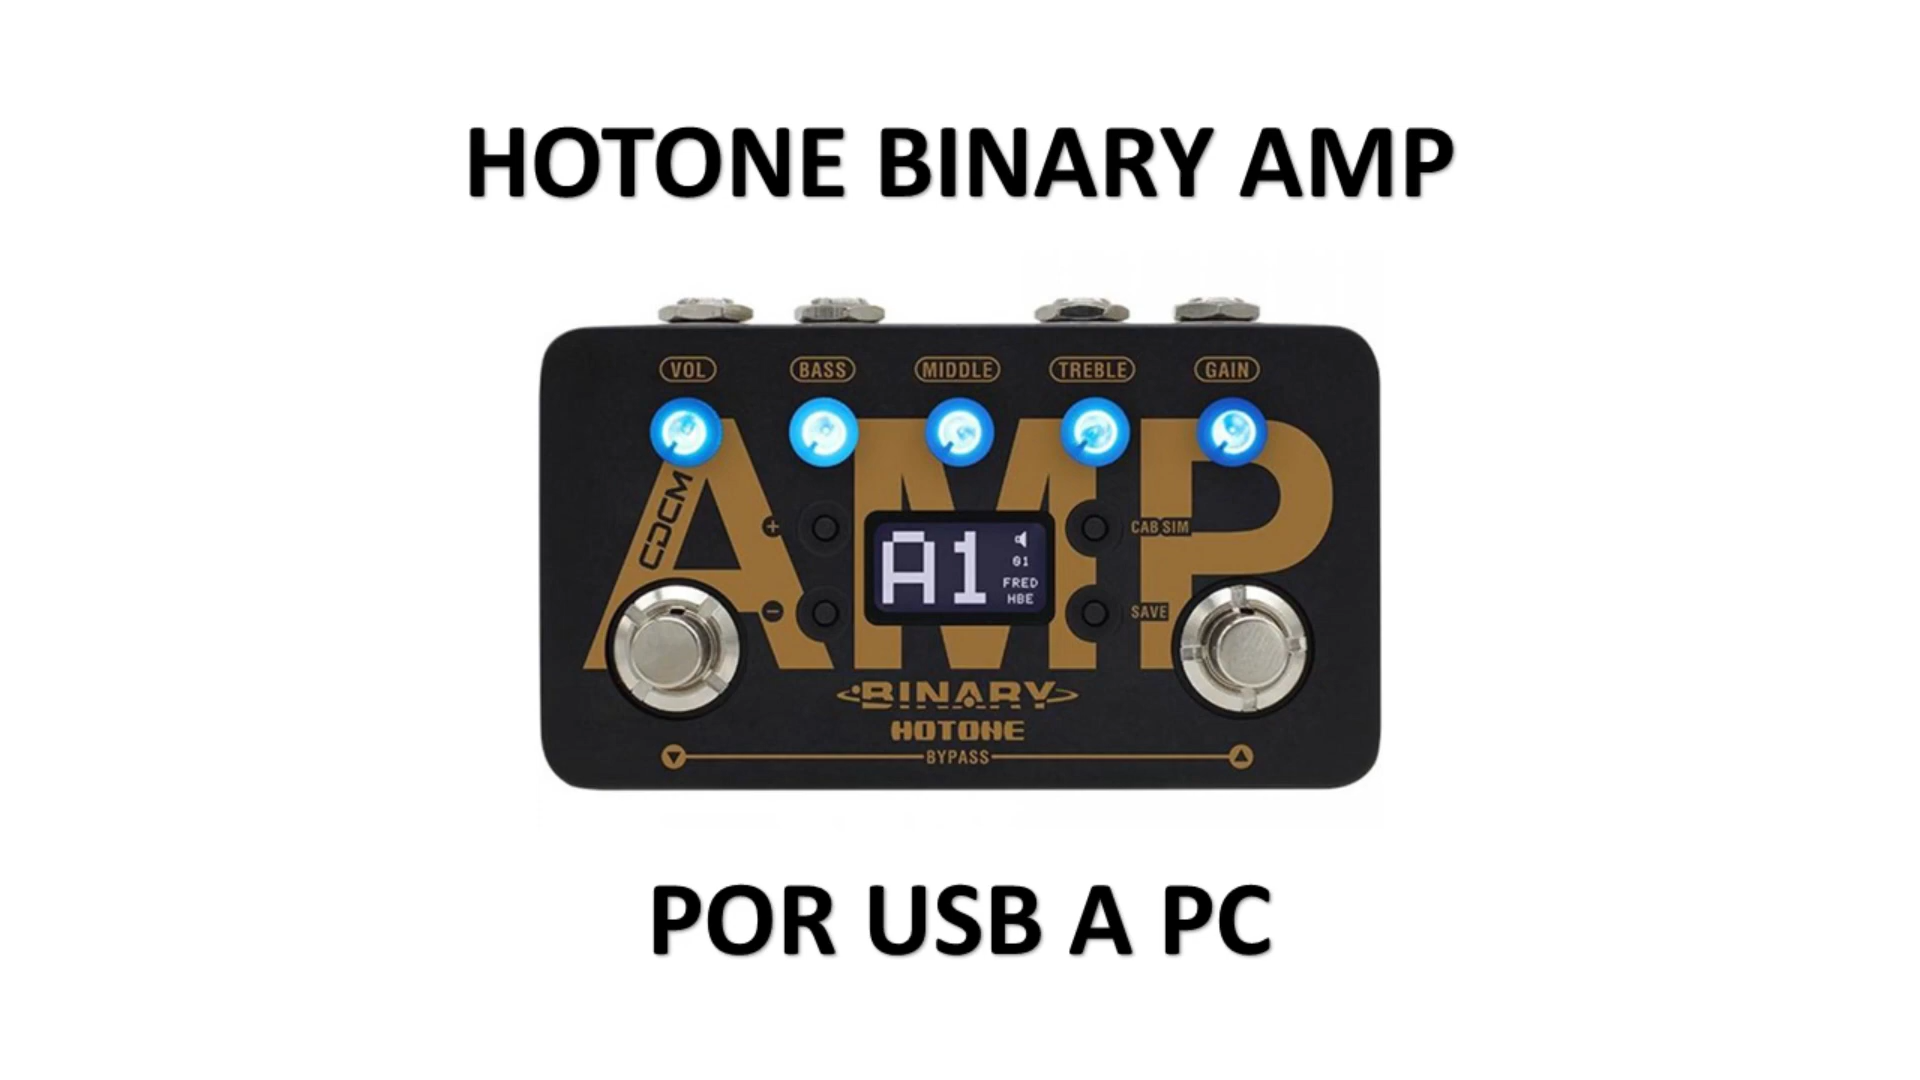 HOTONE BINARY AMP
VOL BASS MIDDLE TREBLE GAIN
AMP
CDCM
+ CAB SIM
A1 01 FRED HBE
- SAVE
BINARY
HOTONE
BYPASS
POR USB A PC